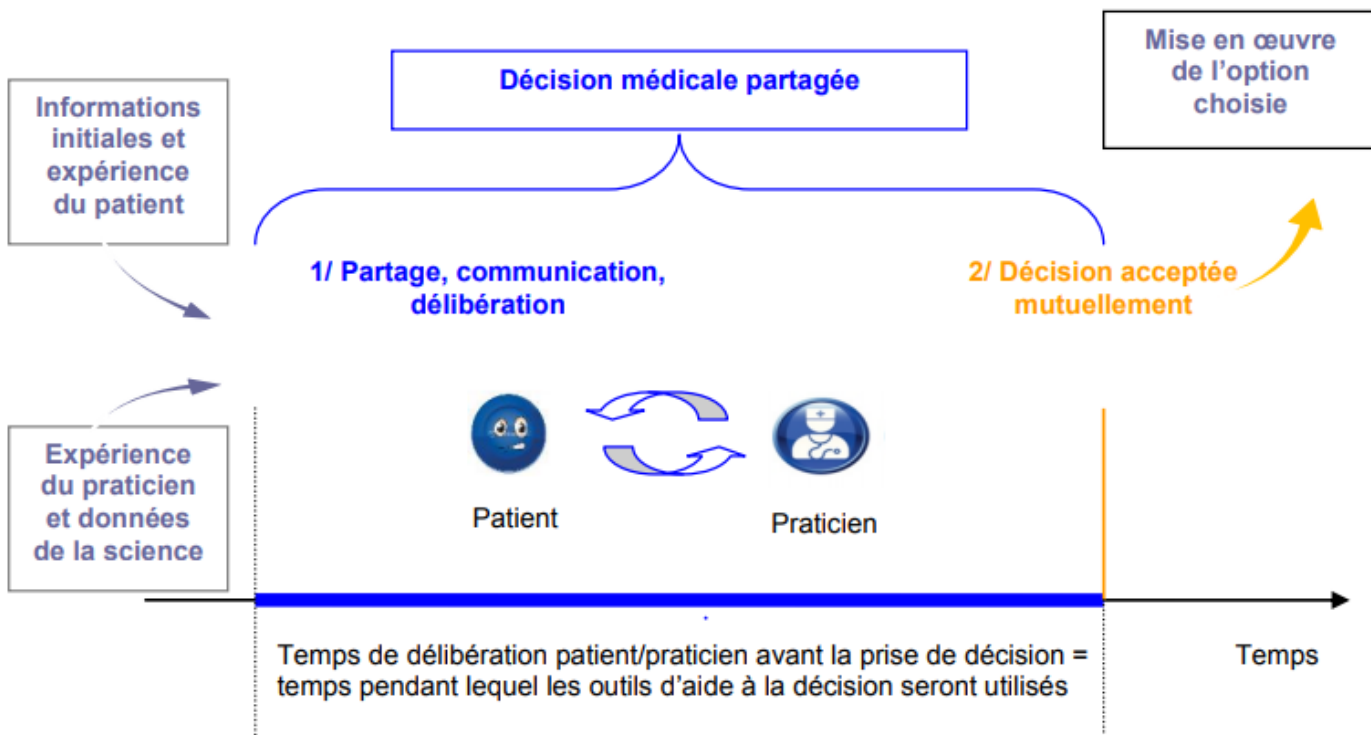 Informations
initiales et
expérience
du patient
Décision médicale partagée
Mise en œuvre
de l’option
choisie
1/ Partage, communication,
délibération
2/ Décision acceptée
mutuellement
Expérience
du praticien
et données
de la science
Patient
Praticien
Temps de délibération patient/praticien avant la prise de décision =
temps pendant lequel les outils d’aide à la décision seront utilisés
Temps